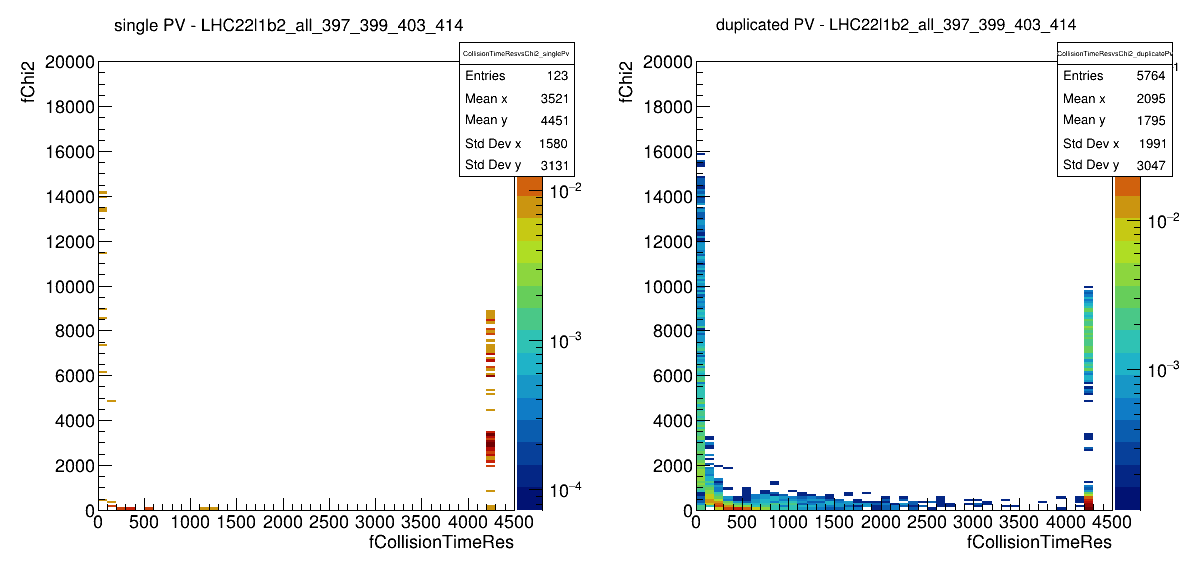 single PV - LHC22l1b2_all_397_399_403_414
CollisionTimeResvsChi2_singlePv
Entries 123
Mean x 3521
Mean y 4451
Std Dev x 1580
Std Dev y 3131
fChi2
20000
18000
16000
14000
12000
10000
8000
6000
4000
2000
0
0 500 1000 1500 2000 2500 3000 3500 4000 4500
fCollisionTimeRes
10−2
10−3
10−4
duplicated PV - LHC22l1b2_all_397_399_403_414
CollisionTimeResvsChi2_duplicatePv
Entries 5764
Mean x 2095
Mean y 1795
Std Dev x 1991
Std Dev y 3047
fChi2
20000
18000
16000
14000
12000
10000
8000
6000
4000
2000
0
0 500 1000 1500 2000 2500 3000 3500 4000 4500
fCollisionTimeRes
10−2
10−3